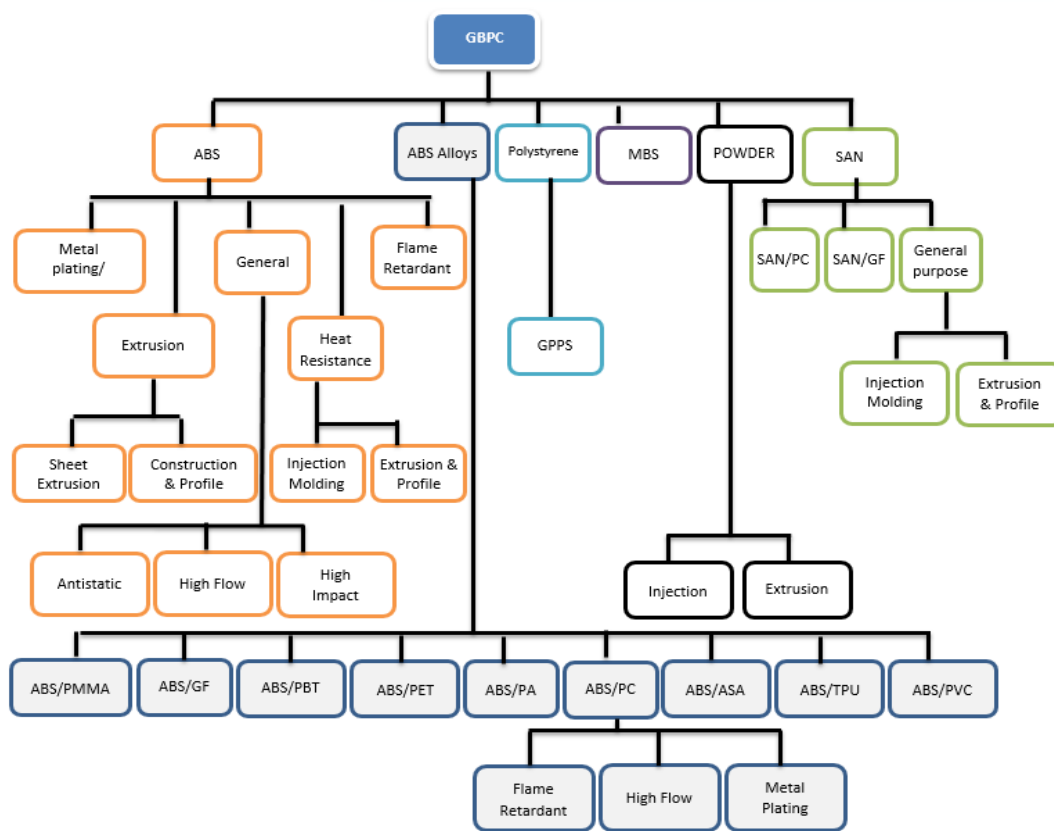 GBPC
ABS
ABS Alloys
Polystyrene
MBS
POWDER
SAN
Metal
plating/
General
Flame
Retardant
SAN/PC
SAN/GF
General
purpose
Extrusion
Heat
Resistance
GPPS
Injection
Molding
Extrusion
& Profile
Sheet
Extrusion
Construction
& Profile
Injection
Molding
Extrusion &
Profile
Antistatic
High Flow
High
Impact
Injection
Extrusion
ABS/PMMA
ABS/GF
ABS/PBT
ABS/PET
ABS/PA
ABS/PC
ABS/ASA
ABS/TPU
ABS/PVC
Flame
Retardant
High Flow
Metal
Plating